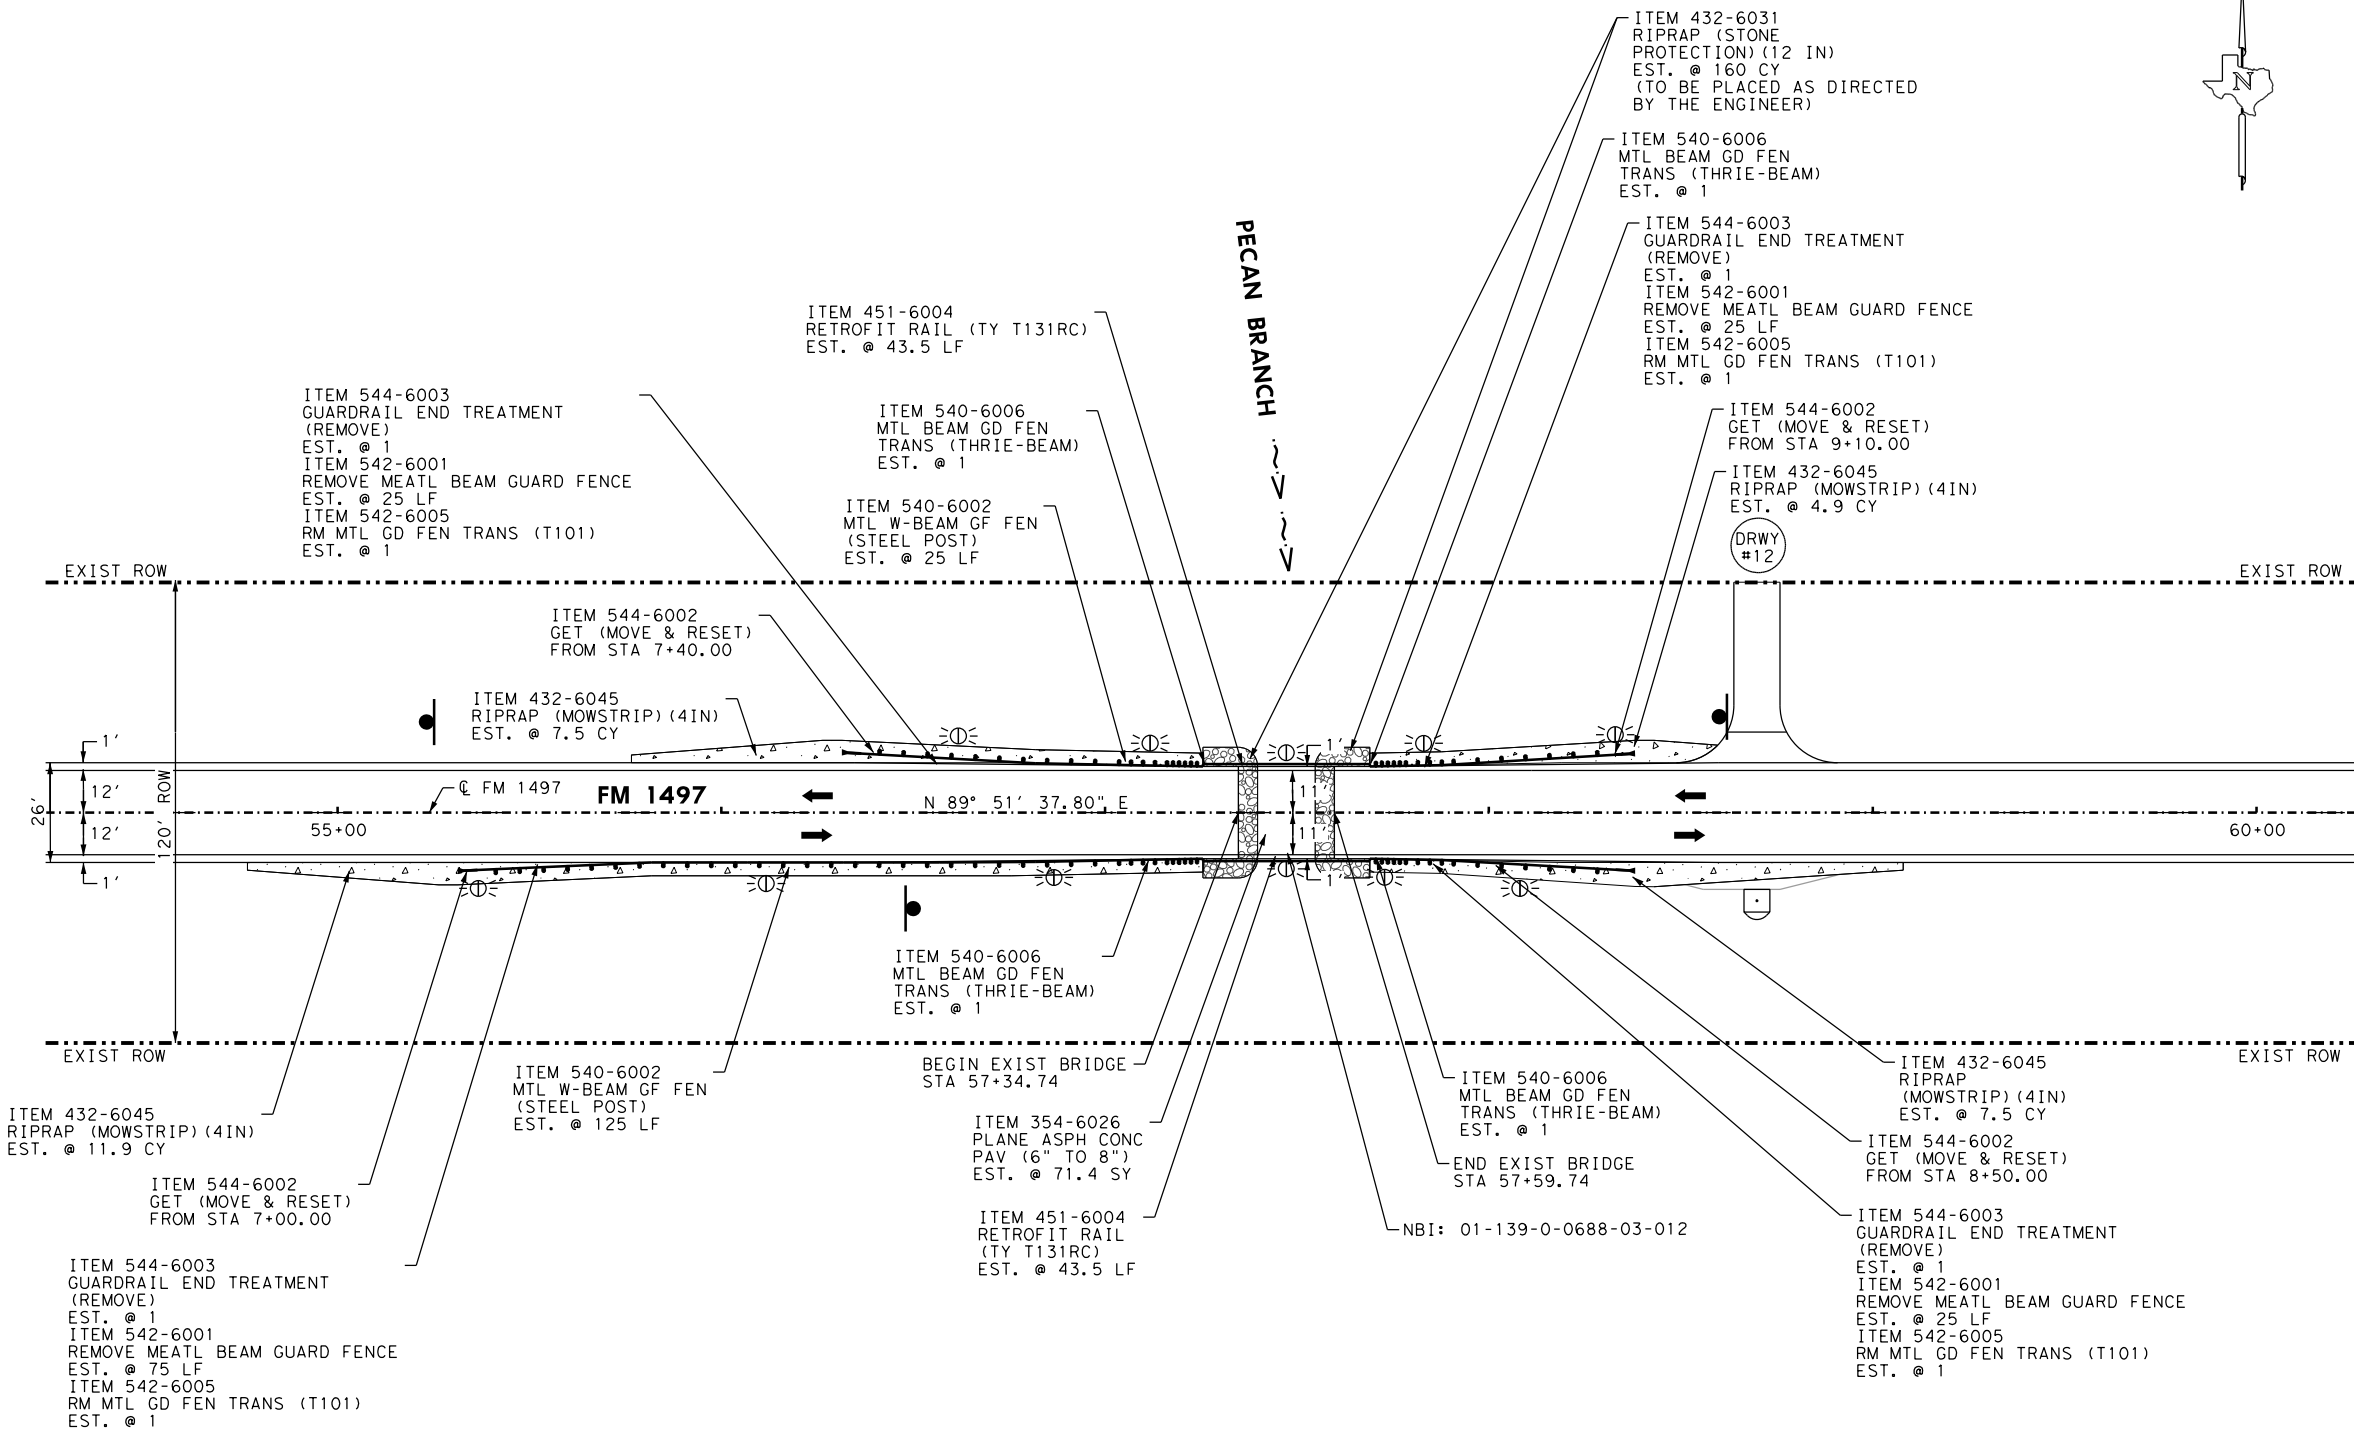 ITEM 432-6031
RIPRAP (STONE
PROTECTION)(12 IN)
EST. @ 160 CY
(TO BE PLACED AS DIRECTED
BY THE ENGINEER)
N
ITEM 540-6006
MTL BEAM GD FEN
TRANS (THRIE-BEAM)
EST. @ 1
ITEM 544-6003
GUARDRAIL END TREATMENT
(REMOVE)
EST. @ 1
ITEM 542-6001
REMOVE MEATL BEAM GUARD FENCE
EST. @ 25 LF
ITEM 542-6005
RM MTL GD FEN TRANS (T101)
EST. @ 1
PECAN BRANCH
ITEM 451-6004
RETROFIT RAIL (TY T131RC)
EST. @ 43.5 LF
ITEM 544-6003
GUARDRAIL END TREATMENT
(REMOVE)
EST. @ 1
ITEM 542-6001
REMOVE MEATL BEAM GUARD FENCE
EST. @ 25 LF
ITEM 542-6005
RM MTL GD FEN TRANS (T101)
EST. @ 1
ITEM 540-6006
MTL BEAM GD FEN
TRANS (THRIE-BEAM)
EST. @ 1
ITEM 544-6002
GET (MOVE & RESET)
FROM STA 9+10.00
ITEM 432-6045
RIPRAP (MOWSTRIP)(4IN)
EST. @ 4.9 CY
ITEM 540-6002
MTL W-BEAM GF FEN
(STEEL POST)
EST. @ 25 LF
DRWY
#12
EXIST ROW
EXIST ROW
ITEM 544-6002
GET (MOVE & RESET)
FROM STA 7+40.00
ITEM 432-6045
RIPRAP (MOWSTRIP)(4IN)
EST. @ 7.5 CY
1'
1'
12'
℄ FM 1497
FM 1497
N 89° 51' 37.80" E
11'
26'
120' ROW
12'
55+00
11'
60+00
1'
1'
ITEM 540-6006
MTL BEAM GD FEN
TRANS (THRIE-BEAM)
EST. @ 1
EXIST ROW
EXIST ROW
BEGIN EXIST BRIDGE
STA 57+34.74
ITEM 540-6002
MTL W-BEAM GF FEN
(STEEL POST)
EST. @ 125 LF
ITEM 540-6006
MTL BEAM GD FEN
TRANS (THRIE-BEAM)
EST. @ 1
ITEM 432-6045
RIPRAP
(MOWSTRIP)(4IN)
EST. @ 7.5 CY
ITEM 432-6045
RIPRAP (MOWSTRIP)(4IN)
EST. @ 11.9 CY
ITEM 354-6026
PLANE ASPH CONC
PAV (6" TO 8")
EST. @ 71.4 SY
ITEM 544-6002
GET (MOVE & RESET)
FROM STA 8+50.00
END EXIST BRIDGE
STA 57+59.74
ITEM 544-6002
GET (MOVE & RESET)
FROM STA 7+00.00
ITEM 451-6004
RETROFIT RAIL
(TY T131RC)
EST. @ 43.5 LF
NBI: 01-139-0-0688-03-012
ITEM 544-6003
GUARDRAIL END TREATMENT
(REMOVE)
EST. @ 1
ITEM 542-6001
REMOVE MEATL BEAM GUARD FENCE
EST. @ 25 LF
ITEM 542-6005
RM MTL GD FEN TRANS (T101)
EST. @ 1
ITEM 544-6003
GUARDRAIL END TREATMENT
(REMOVE)
EST. @ 1
ITEM 542-6001
REMOVE MEATL BEAM GUARD FENCE
EST. @ 75 LF
ITEM 542-6005
RM MTL GD FEN TRANS (T101)
EST. @ 1